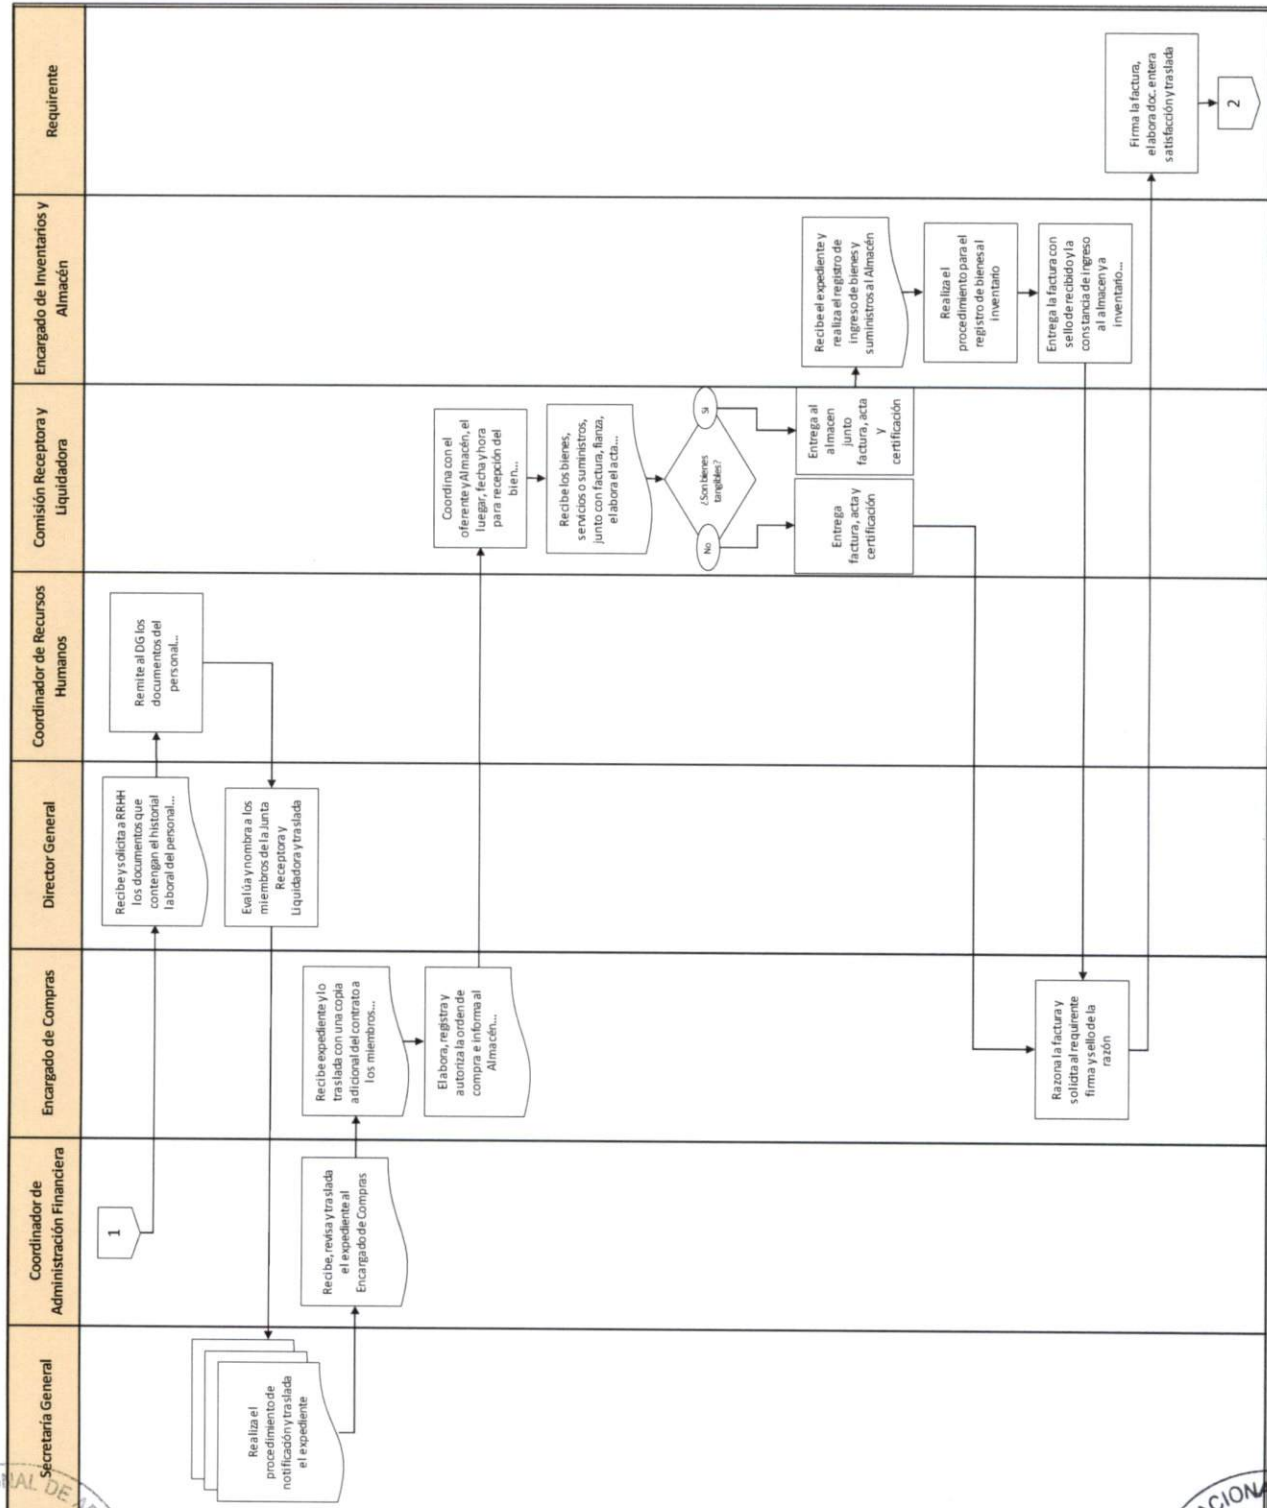 Secretaría General
Coordinador de
Administración Financiera
Encargado de Compras
Director General
Coordinador de Recursos
Humanos
Comisión Receptora y
Liquidadora
Encargado de Inventarios y
Almacén
Requirente
1
Recibe y solicita a RRHH
los documentos que
contengan el historial
laboral del personal...
Remite al DG los
documentos del
personal...
Evalúa y nombra a los
miembros de la Junta
Receptora y
Liquidadora y traslada
Realiza el
procedimiento de
notificación y traslada
el expediente
Recibe, revisa y traslada
el expediente al
Encargado de Compras
Recibe expediente y lo
traslada con una copia
adicional del contrato a
los miembros...
Elabora, registra y
autoriza la orden de
compra e informa al
Almacén...
Coordina con el
oferente y Almacén, el
luegar, fecha y hora
para recepción del
bien...
Recibe los bienes,
servicios o suministros,
junto con factura, fianza,
elabora el acta...
¿Son bienes
tangibles?
No
Si
Entrega
factura, acta y
certificación
Entrega al
almacen
junto
factura, acta
y
certificación
Recibe el expediente y
realiza el registro de
ingreso de bienes y
suministros al Almacén
Realiza el
procedimiento para el
registro de bienes al
inventario
Entrega la factura con
sello de recibido y la
constancia de ingreso
al almacen y a
inventario...
Razona la factura y
solicita al requirente
firma y sello de la
razón
Firma la factura,
elabora doc. entera
satisfacción y traslada
2